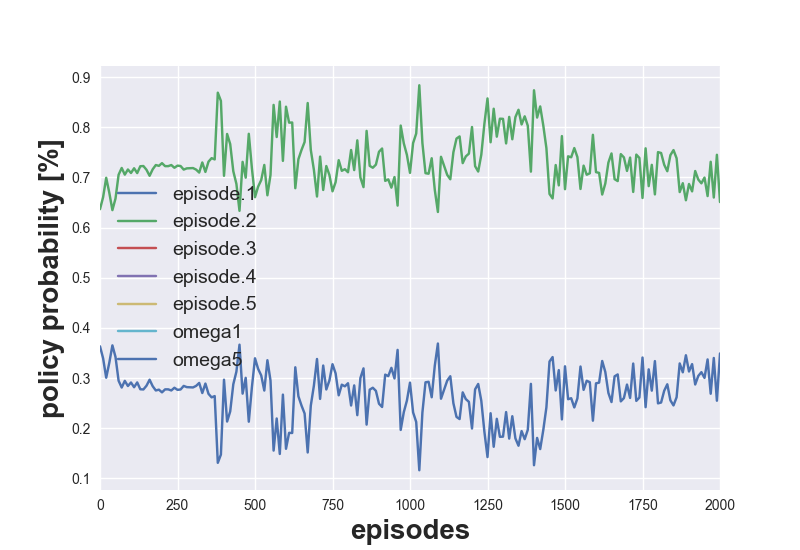 0.9
0.8
0.7
0.6
0.5
0.4
0.3
0.2
0.1
policy probability [%]
episode.1
episode.2
episode.3
episode.4
episode.5
omega1
omega5
0 250 500 750 1000 1250 1500 1750 2000
episodes